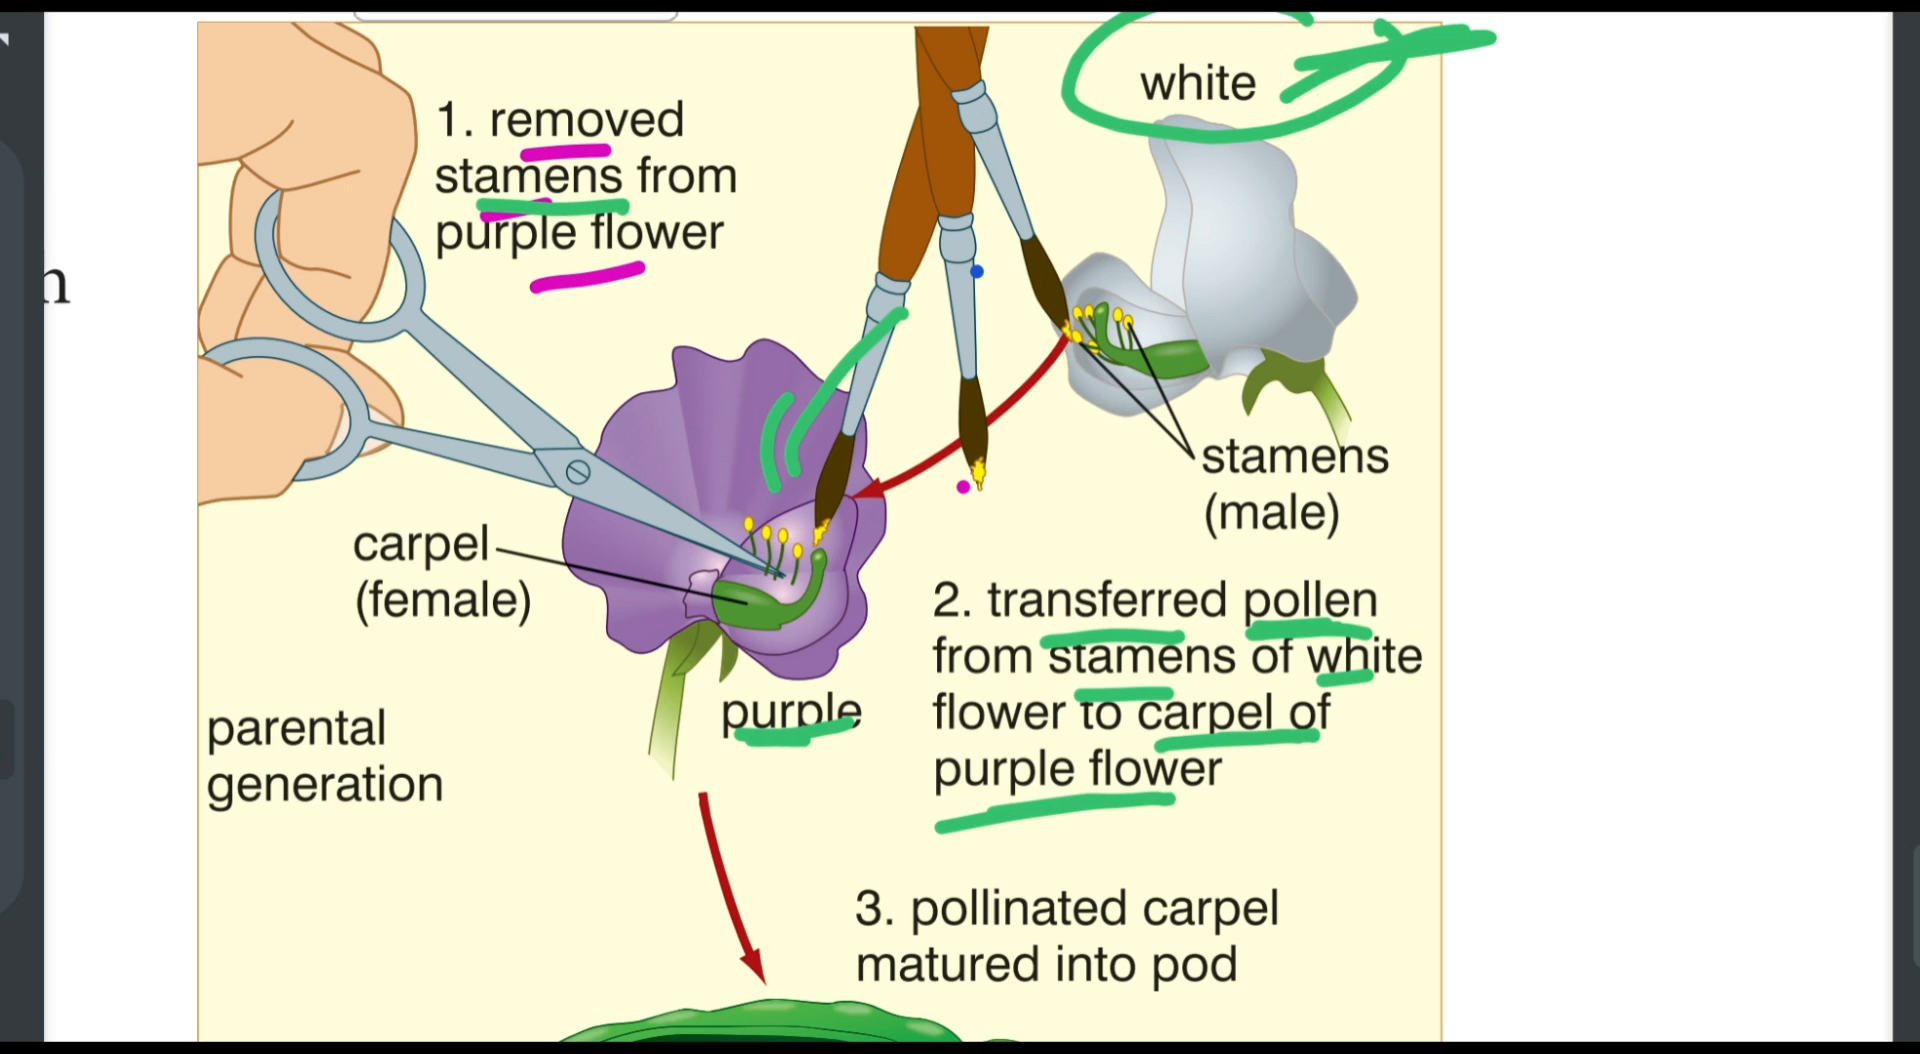 white
1. removed
stamens from
purple flower
stamens
(male)
carpel
(female)
2. transferred pollen
from stamens of white
flower to carpel of
purple flower
purple
parental
generation
3. pollinated carpel
matured into pod